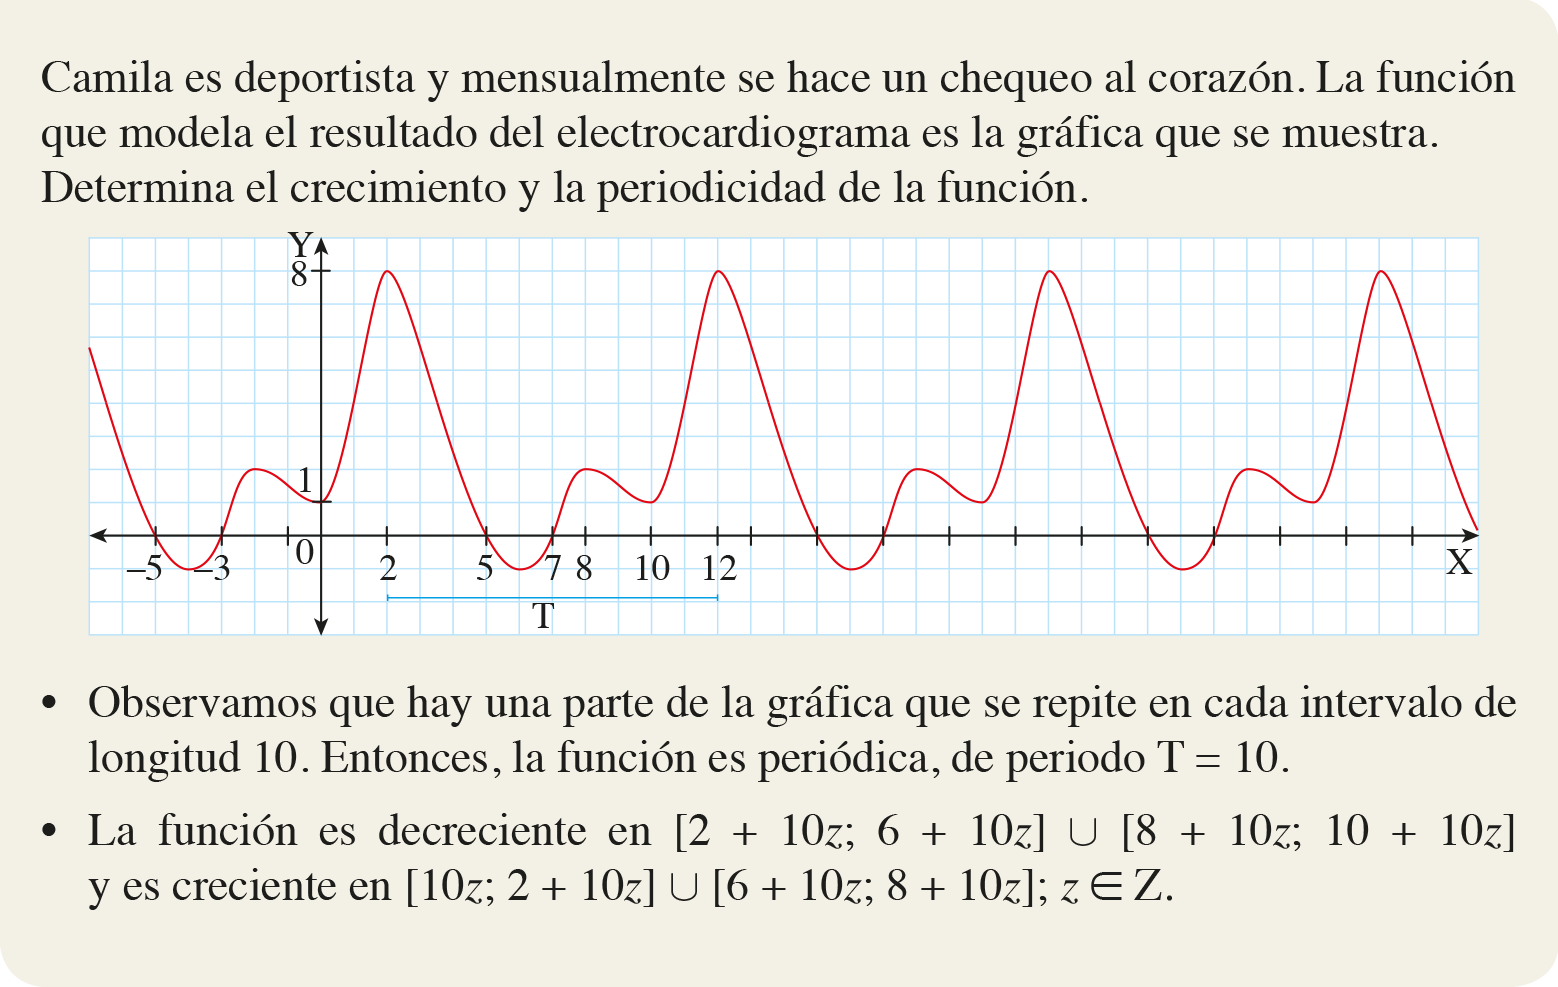 Camila es deportista y mensualmente se hace un chequeo al corazón. La función
que modela el resultado del electrocardiograma es la gráfica que se muestra.
Determina el crecimiento y la periodicidad de la función.
Y
8
1
0
–5 –3 2 5 7 8 10 12 X
T
• Observamos que hay una parte de la gráfica que se repite en cada intervalo de
longitud 10. Entonces, la función es periódica, de periodo T = 10.
• La función es decreciente en [2 + 10z; 6 + 10z] ∪ [8 + 10z; 10 + 10z]
y es creciente en [10z; 2 + 10z] ∪ [6 + 10z; 8 + 10z]; z ∈ Z.